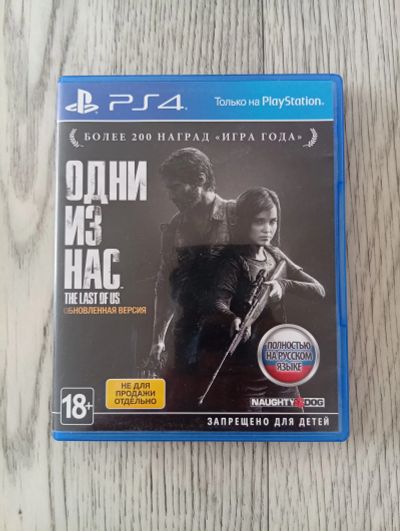 PS4
Только на PlayStation.
БОЛЕЕ 200 НАГРАД «ИГРА ГОДА»
ОДНИ
ИЗ
НАС
THE LAST OF US
ОБНОВЛЕННАЯ ВЕРСИЯ
ПОЛНОСТЬЮ
НА РУССКОМ
ЯЗЫКЕ
НЕ ДЛЯ
ПРОДАЖИ
ОТДЕЛЬНО
18+
NAUGHTY DOG
ЗАПРЕЩЕНО ДЛЯ ДЕТЕЙ